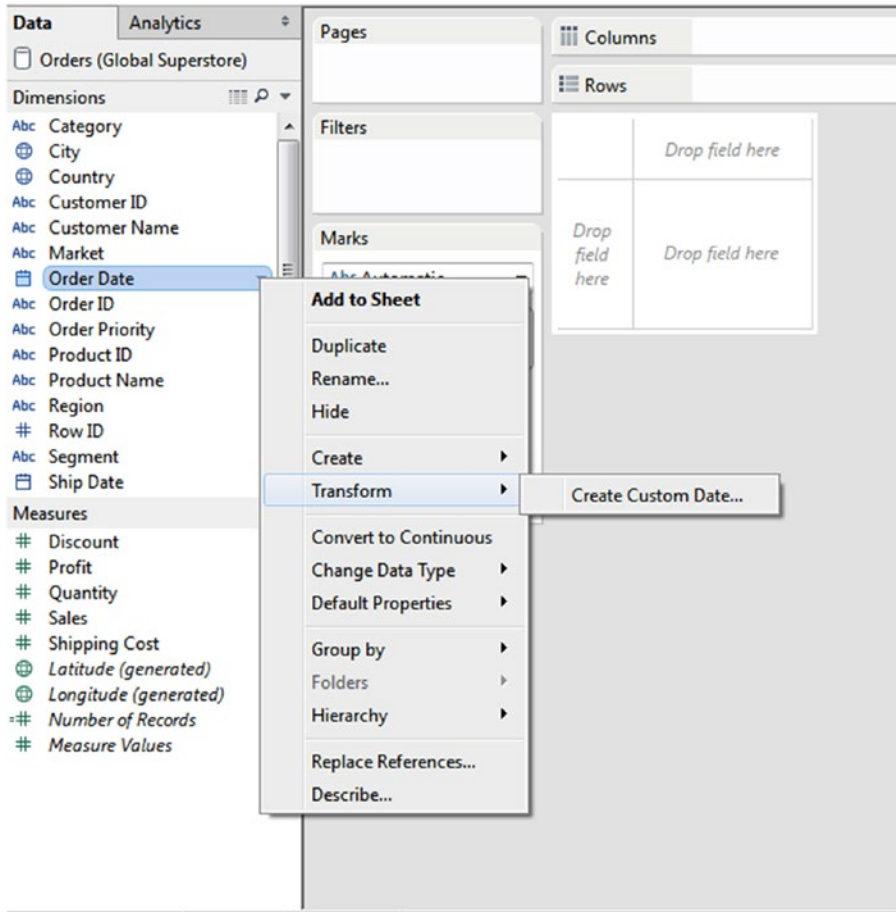 Data
Analytics
Orders (Global Superstore)
Dimensions
Abc Category
City
Country
Abc Customer ID
Abc Customer Name
Abc Market
Order Date
Abc Order ID
Abc Order Priority
Abc Product ID
Abc Product Name
Abc Region
# Row ID
Abc Segment
Ship Date
Measures
# Discount
# Profit
# Quantity
# Sales
# Shipping Cost
Latitude (generated)
Longitude (generated)
=# Number of Records
# Measure Values
Pages
Filters
Marks
Abc Automatic
Add to Sheet
Duplicate
Rename...
Hide
Create
Transform
Convert to Continuous
Change Data Type
Default Properties
Group by
Folders
Hierarchy
Replace References...
Describe...
Create Custom Date...
Columns
Rows
Drop field here
Drop
field
here
Drop field here